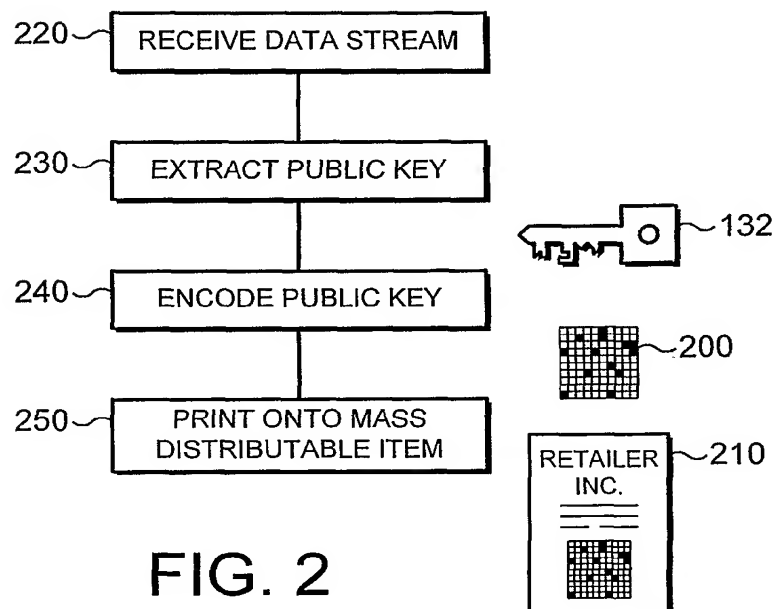 220
RECEIVE DATA STREAM
230
EXTRACT PUBLIC KEY
132
240
ENCODE PUBLIC KEY
200
250
PRINT ONTO MASS
DISTRIBUTABLE ITEM
RETAILER
INC.
210
FIG. 2